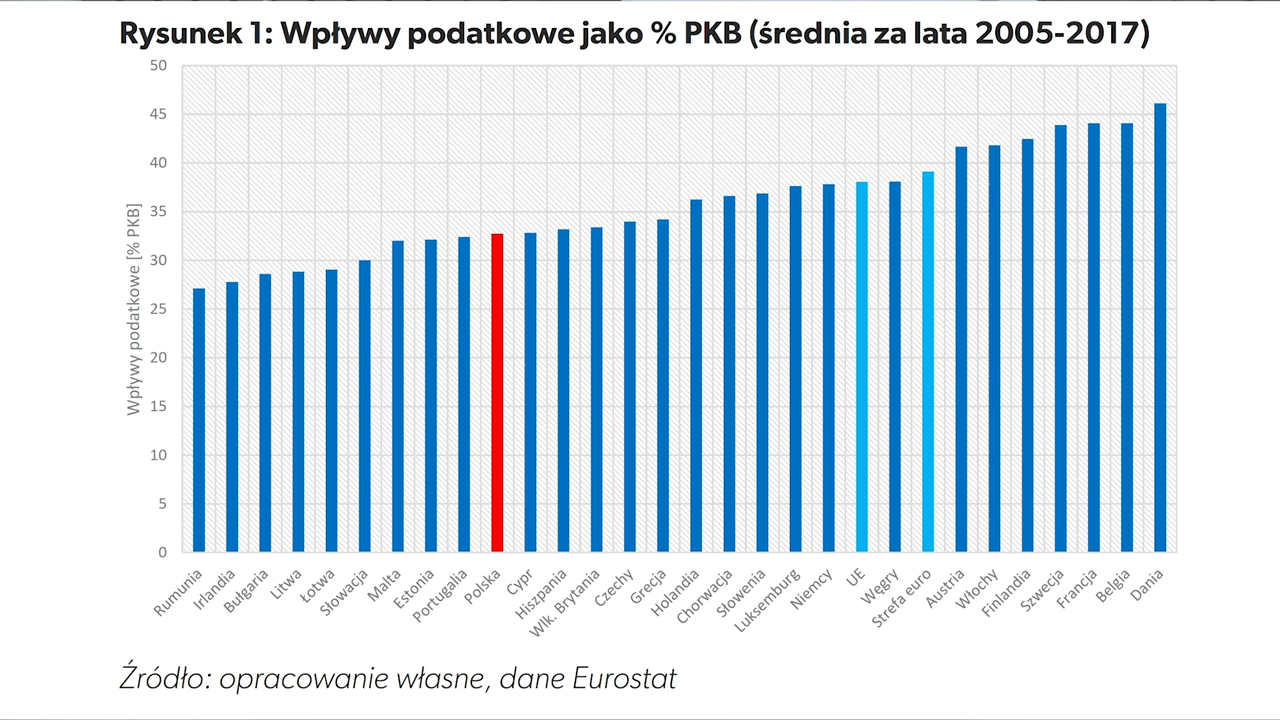 Rysunek 1: Wpływy podatkowe jako % PKB (średnia za lata 2005-2017)
Wpływy podatkowe [% PKB]
50
45
40
35
30
25
20
15
10
5
0
Rumunia
Irlandia
Bułgaria
Litwa
Łotwa
Słowacja
Malta
Estonia
Portugalia
Polska
Cypr
Hiszpania
Wlk. Brytania
Czechy
Grecja
Holandia
Chorwacja
Słowenia
Luksemburg
Niemcy
UE
Węgry
Strefa euro
Austria
Włochy
Finlandia
Szwecja
Francja
Belgia
Dania
Źródło: opracowanie własne, dane Eurostat